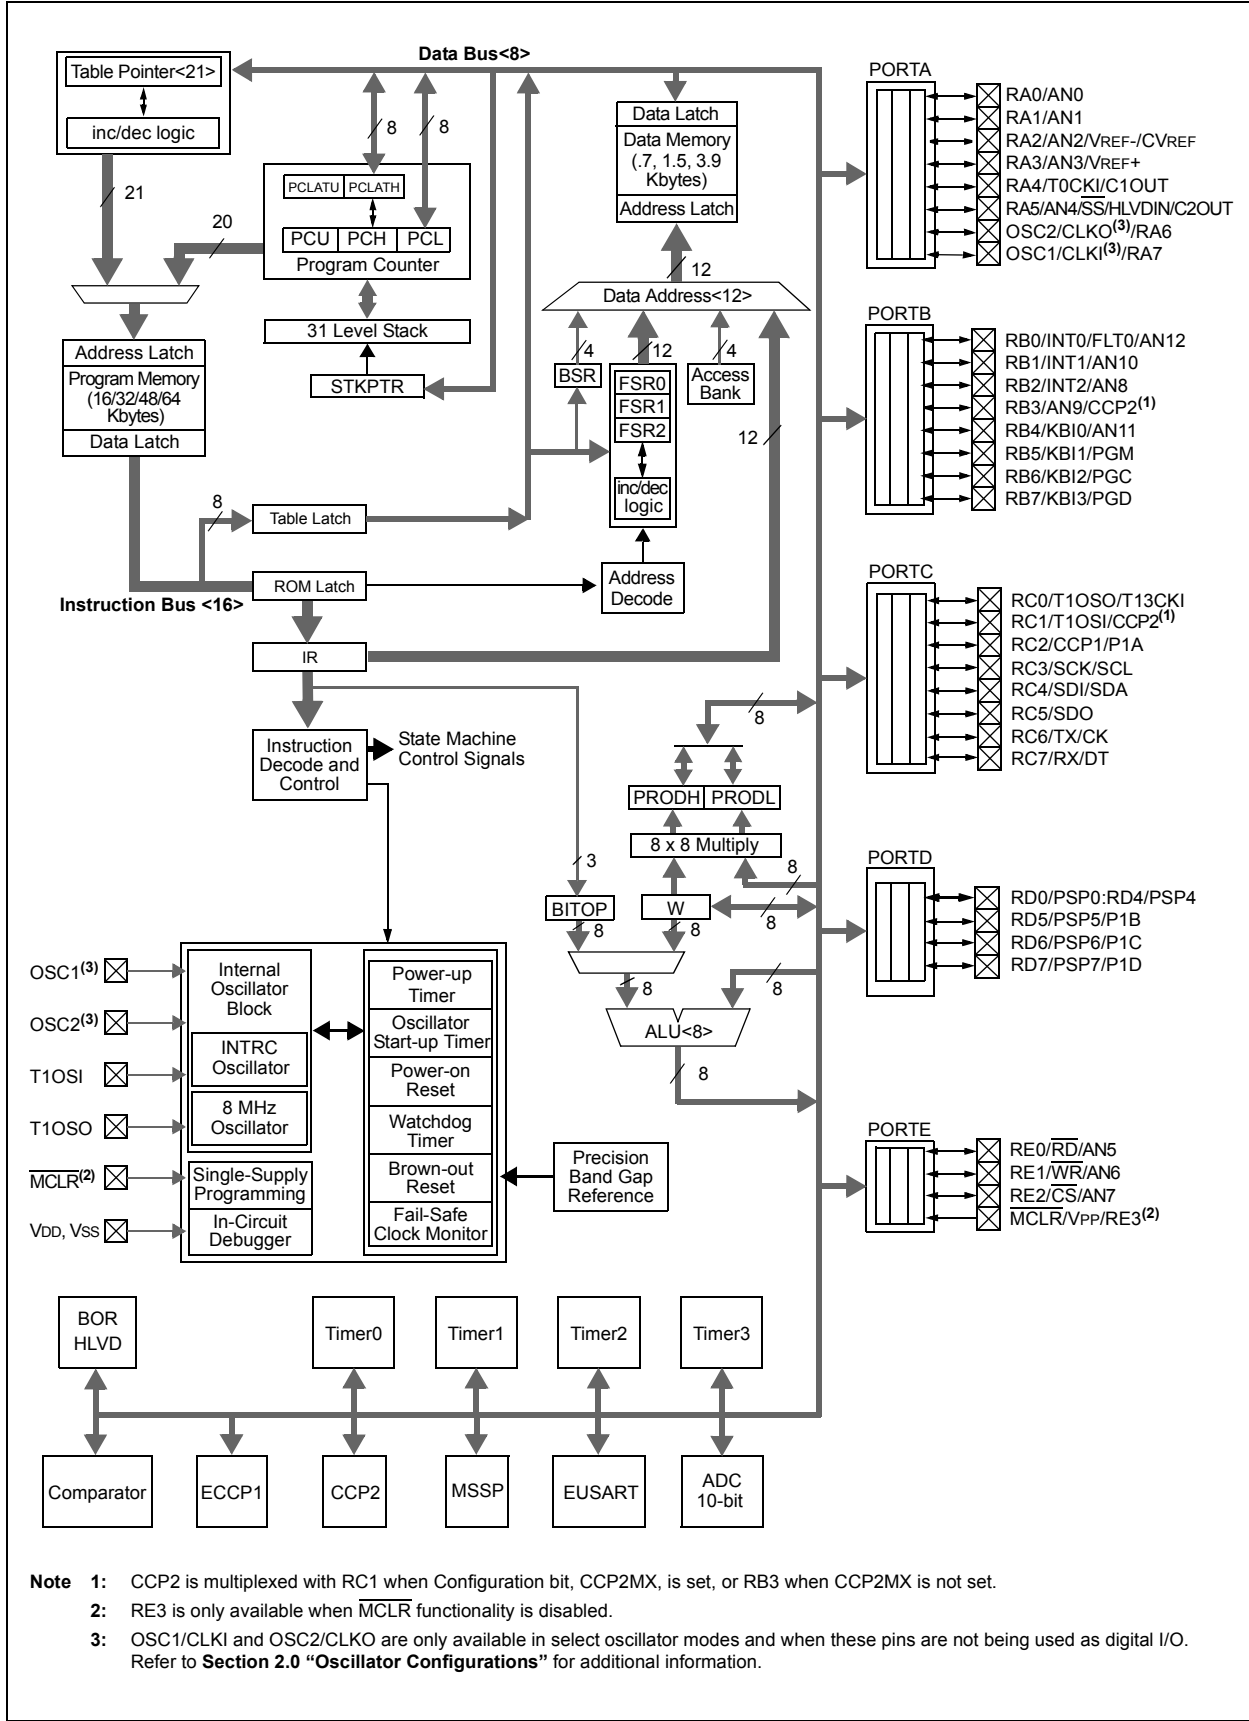 Data Bus<8>
Table Pointer<21>
inc/dec logic
21
20
8
8
PCLATU PCLATH
PCU PCH PCL
Program Counter
31 Level Stack
STKPTR
Data Latch
Data Memory
(.7, 1.5, 3.9
Kbytes)
Address Latch
12
Data Address<12>
4
12
4
BSR
FSR0
FSR1
FSR2
inc/dec
logic
Access
Bank
12
Address Latch
Program Memory
(16/32/48/64
Kbytes)
Data Latch
8
Table Latch
ROM Latch
Instruction Bus <16>
Address
Decode
IR
Instruction
Decode and
Control
State Machine
Control Signals
8
PRODH PRODL
8 x 8 Multiply
3
8
BITOP
W
8
8
8
8
8
ALU<8>
8
OSC1(3)
OSC2(3)
T1OSI
T1OSO
MCLR(2)
VDD, VSS
Internal
Oscillator
Block
INTRC
Oscillator
8 MHz
Oscillator
Single-Supply
Programming
In-Circuit
Debugger
Power-up
Timer
Oscillator
Start-up Timer
Power-on
Reset
Watchdog
Timer
Brown-out
Reset
Fail-Safe
Clock Monitor
Precision
Band Gap
Reference
PORTA
RA0/AN0
RA1/AN1
RA2/AN2/VREF-/CVREF
RA3/AN3/VREF+
RA4/T0CKI/C1OUT
RA5/AN4/SS/HLVDIN/C2OUT
OSC2/CLKO(3)/RA6
OSC1/CLKI(3)/RA7
PORTB
RB0/INT0/FLT0/AN12
RB1/INT1/AN10
RB2/INT2/AN8
RB3/AN9/CCP2(1)
RB4/KBI0/AN11
RB5/KBI1/PGM
RB6/KBI2/PGC
RB7/KBI3/PGD
PORTC
RC0/T1OSO/T13CKI
RC1/T1OSI/CCP2(1)
RC2/CCP1/P1A
RC3/SCK/SCL
RC4/SDI/SDA
RC5/SDO
RC6/TX/CK
RC7/RX/DT
PORTD
RD0/PSP0:RD4/PSP4
RD5/PSP5/P1B
RD6/PSP6/P1C
RD7/PSP7/P1D
PORTE
RE0/RD/AN5
RE1/WR/AN6
RE2/CS/AN7
MCLR/VPP/RE3(2)
BOR
HLVD
Timer0
Timer1
Timer2
Timer3
Comparator
ECCP1
CCP2
MSSP
EUSART
ADC
10-bit
Note 1: CCP2 is multiplexed with RC1 when Configuration bit, CCP2MX, is set, or RB3 when CCP2MX is not set.
2: RE3 is only available when MCLR functionality is disabled.
3: OSC1/CLKI and OSC2/CLKO are only available in select oscillator modes and when these pins are not being used as digital I/O.
Refer to Section 2.0 “Oscillator Configurations” for additional information.